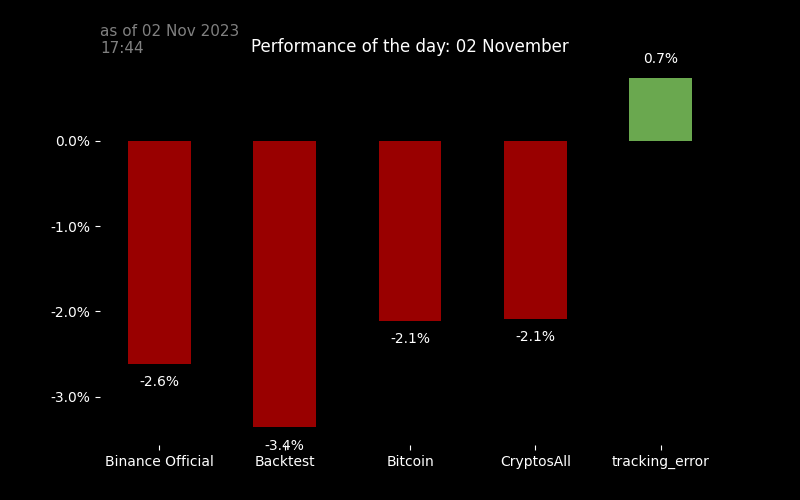 as of 02 Nov 2023
17:44
Performance of the day: 02 November
0.7%
0.0%
-1.0%
-2.0%
-3.0%
-2.6%
-3.4%
-2.1%
-2.1%
Binance Official
Backtest
Bitcoin
CryptosAll
tracking_error